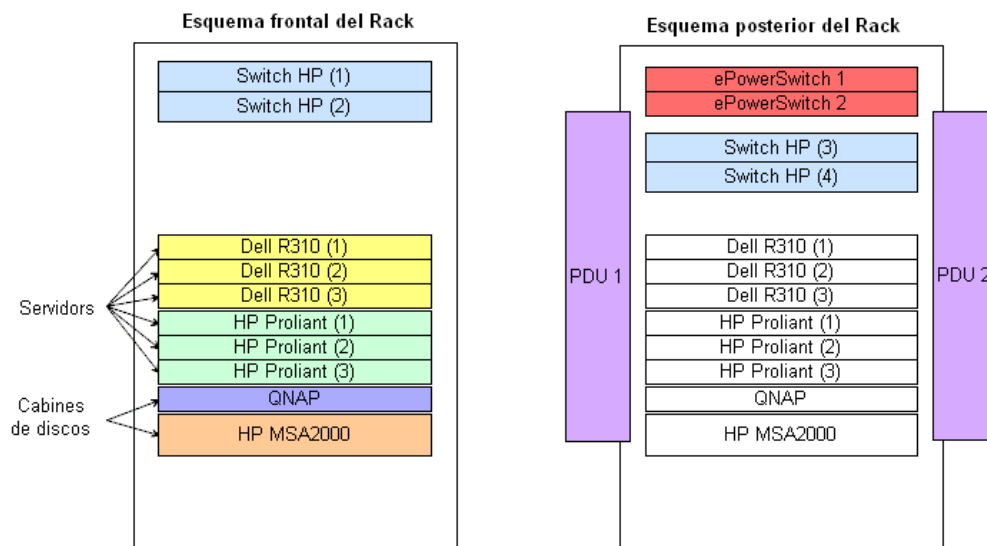 Esquema frontal del Rack
Switch HP (1)
Switch HP (2)
Dell R310 (1)
Dell R310 (2)
Dell R310 (3)
Servidors
HP Proliant (1)
HP Proliant (2)
HP Proliant (3)
QNAP
Cabines
de discos
HP MSA2000
Esquema posterior del Rack
ePowerSwitch 1
ePowerSwitch 2
Switch HP (3)
Switch HP (4)
PDU 1
Dell R310 (1)
Dell R310 (2)
Dell R310 (3)
HP Proliant (1)
HP Proliant (2)
HP Proliant (3)
QNAP
HP MSA2000
PDU 2